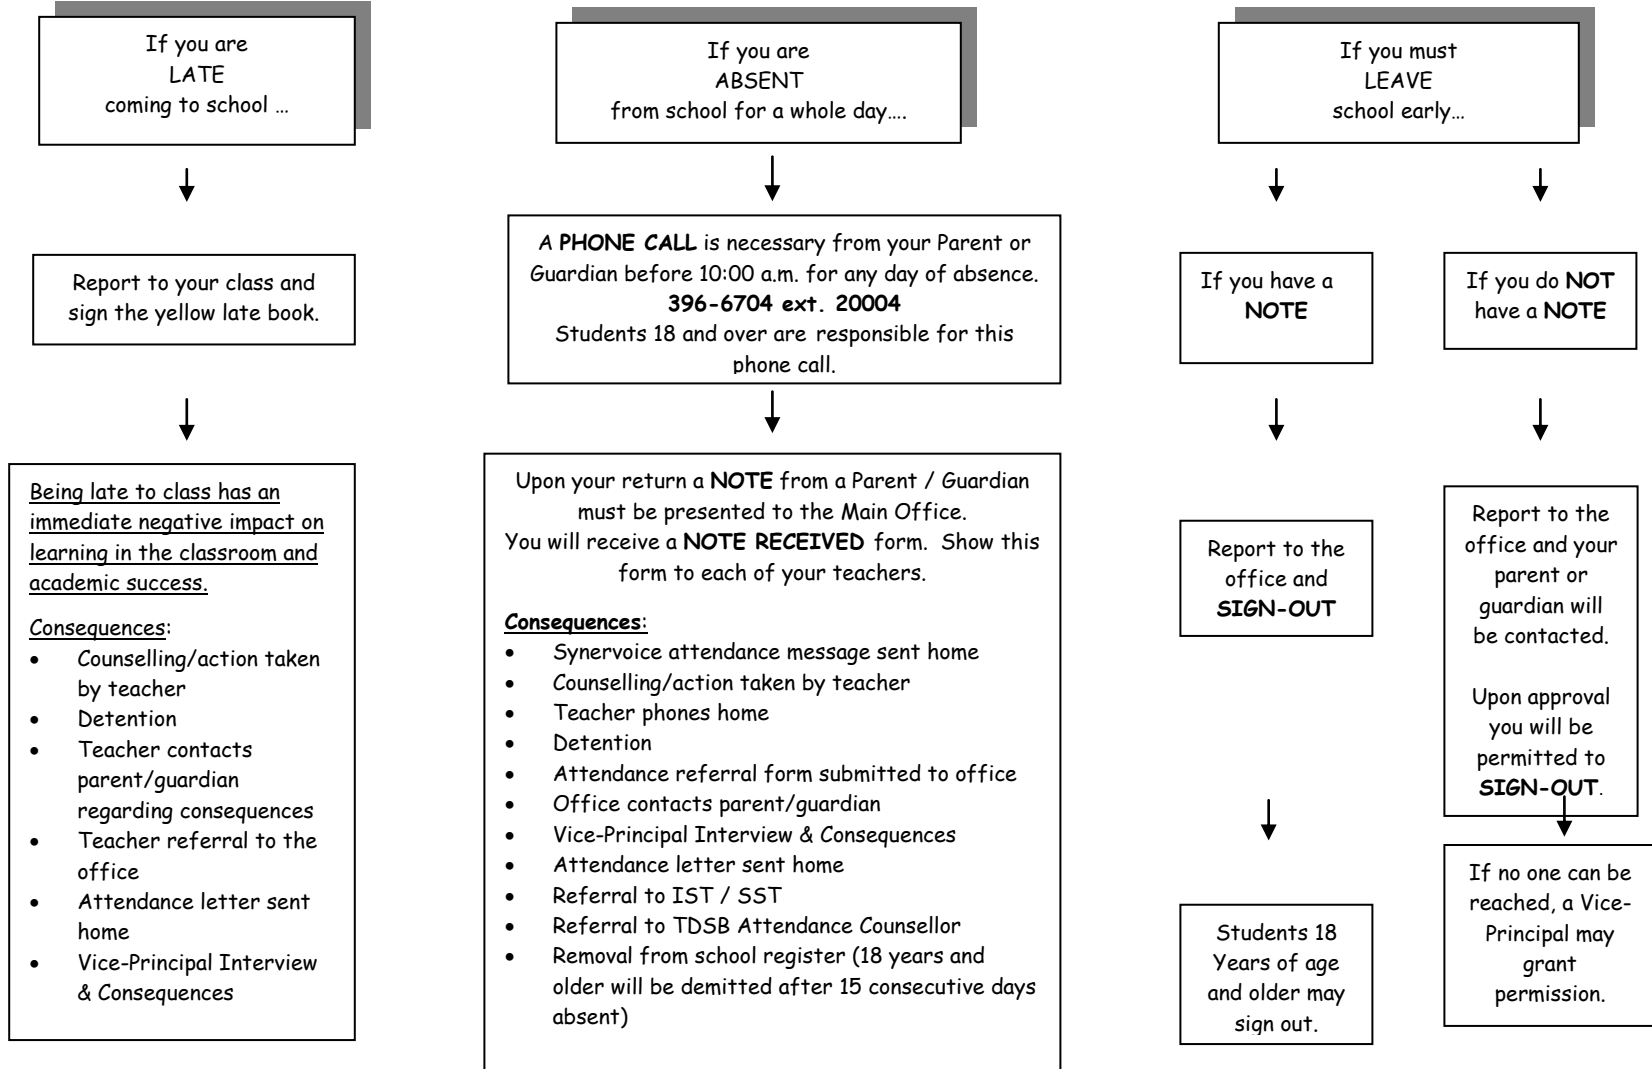 If you are
LATE
coming to school …
Report to your class and
sign the yellow late book.
Being late to class has an
immediate negative impact on
learning in the classroom and
academic success.
Consequences:
• Counselling/action taken
by teacher
• Detention
• Teacher contacts
parent/guardian
regarding consequences
• Teacher referral to the
office
• Attendance letter sent
home
• Vice-Principal Interview
& Consequences
If you are
ABSENT
from school for a whole day….
A PHONE CALL is necessary from your Parent or
Guardian before 10:00 a.m. for any day of absence.
396-6704 ext. 20004
Students 18 and over are responsible for this
phone call.
Upon your return a NOTE from a Parent / Guardian
must be presented to the Main Office.
You will receive a NOTE RECEIVED form. Show this
form to each of your teachers.
Consequences:
• Synervoice attendance message sent home
• Counselling/action taken by teacher
• Teacher phones home
• Detention
• Attendance referral form submitted to office
• Office contacts parent/guardian
• Vice-Principal Interview & Consequences
• Attendance letter sent home
• Referral to IST / SST
• Referral to TDSB Attendance Counsellor
• Removal from school register (18 years and
older will be demitted after 15 consecutive days
absent)
If you must
LEAVE
school early…
If you have a
NOTE
Report to the
office and
SIGN-OUT
Students 18
Years of age
and older may
sign out.
If you do NOT
have a NOTE
Report to the
office and your
parent or
guardian will
be contacted.
Upon approval
you will be
permitted to
SIGN-OUT.
If no one can be
reached, a Vice-
Principal may
grant
permission.